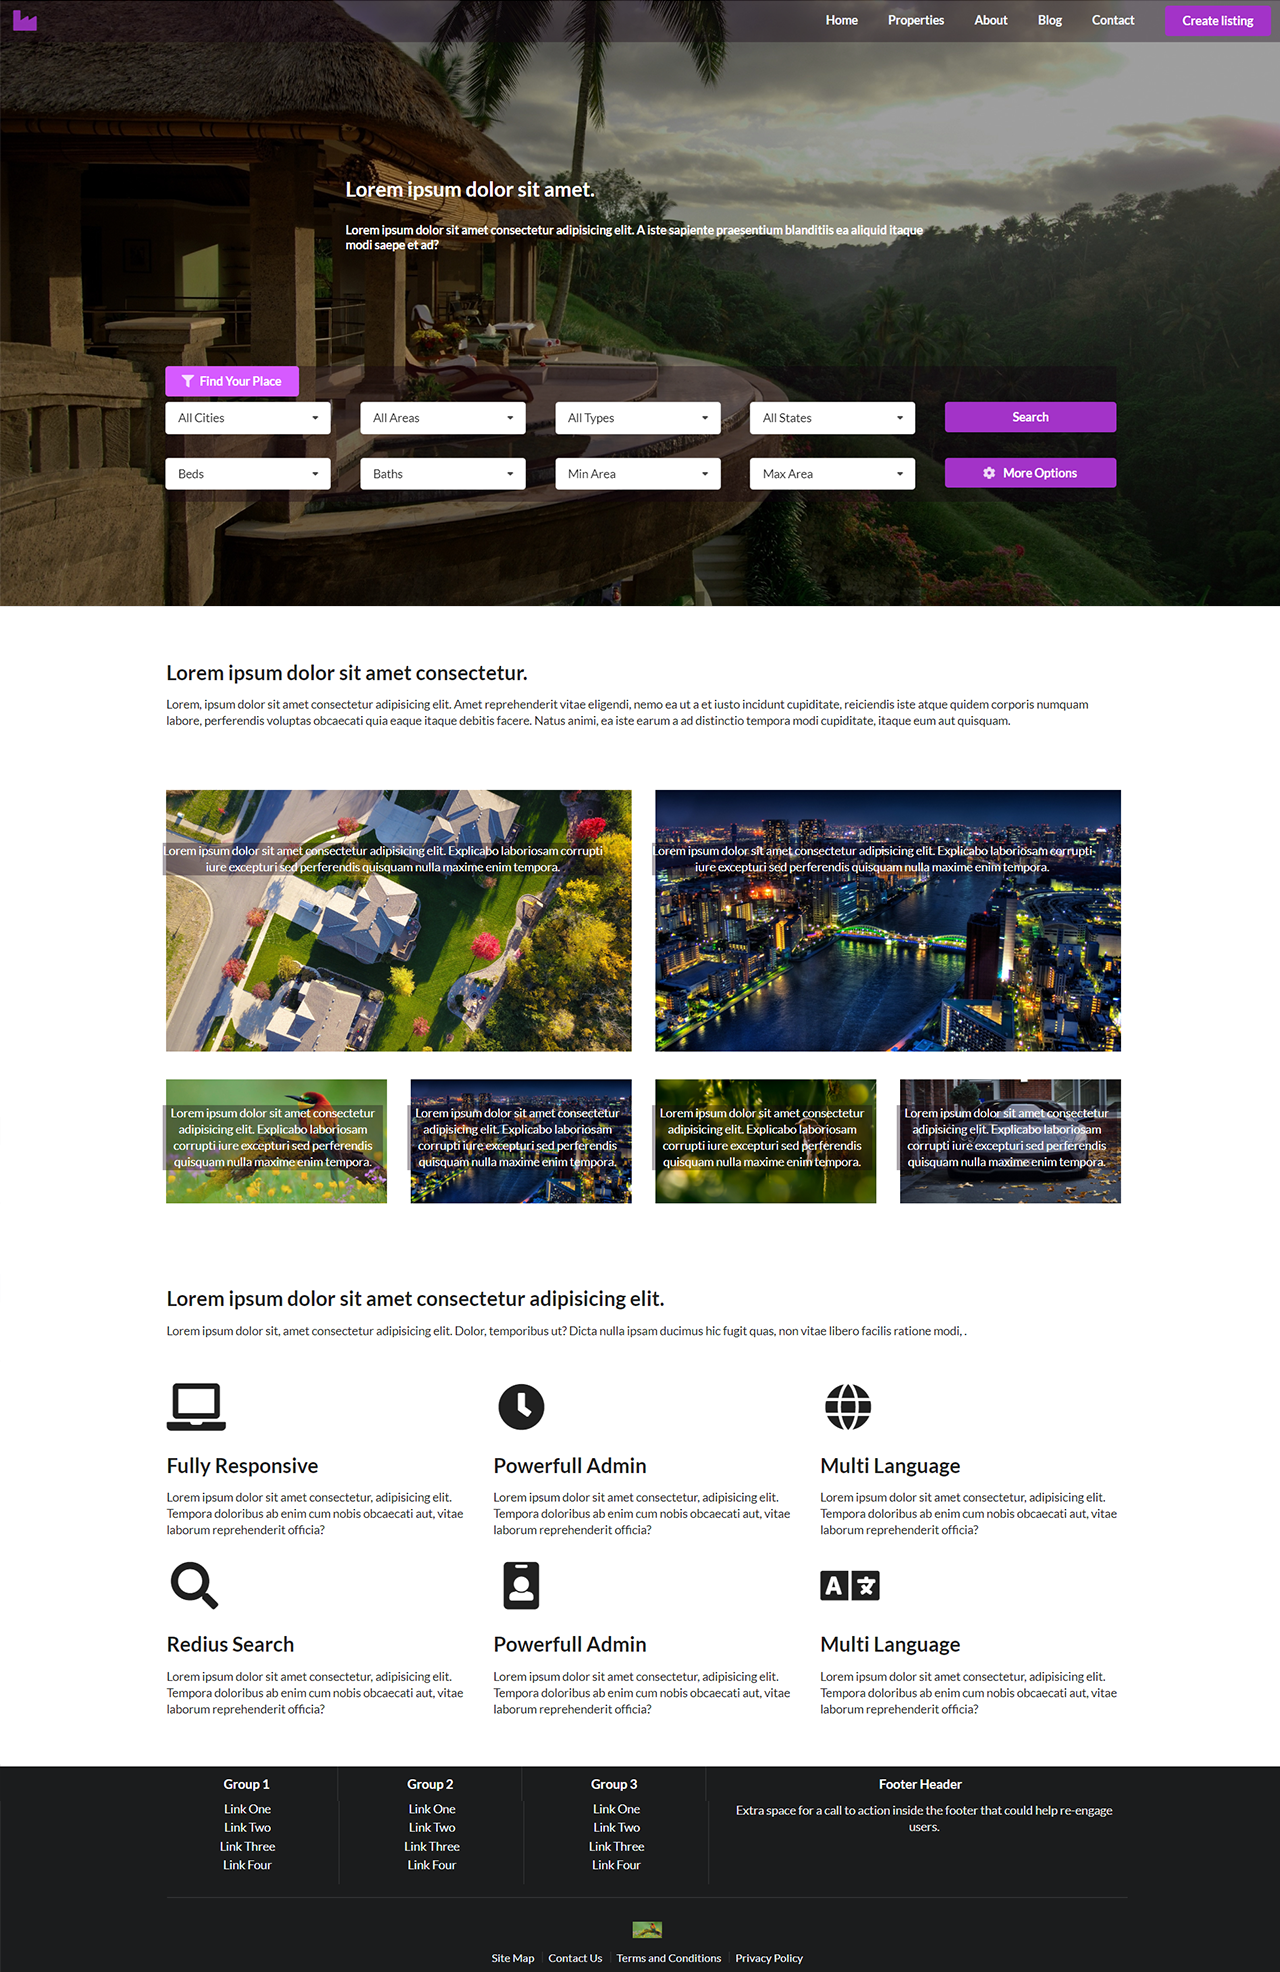 Home Properties About Blog Contact Create listing
Lorem ipsum dolor sit amet.
Lorem ipsum dolor sit amet consectetur adipisicing elit. A iste sapiente praesentium blanditiis ea aliquid itaque
modi saepe et ad?
Find Your Place
All Cities All Areas All Types All States Search
Beds Baths Min Area Max Area More Options
Lorem ipsum dolor sit amet consectetur.
Lorem, ipsum dolor sit amet consectetur adipisicing elit. Amet reprehenderit vitae eligendi, nemo ea ut a et iusto incidunt cupiditate, reiciendis iste atque quidem corporis numquam
labore, perferendis voluptas obcaecati quia eaque itaque debitis facere. Natus animi, ea iste earum a ad distinctio tempora modi cupiditate, itaque eum aut quisquam.
Lorem ipsum dolor sit amet consectetur adipisicing elit. Explicabo laboriosam corrupti
iure excepturi sed perferendis quisquam nulla maxime enim tempora.
Lorem ipsum dolor sit amet consectetur adipisicing elit. Explicabo laboriosam corrupti
iure excepturi sed perferendis quisquam nulla maxime enim tempora.
Lorem ipsum dolor sit amet consectetur
adipisicing elit. Explicabo laboriosam
corrupti iure excepturi sed perferendis
quisquam nulla maxime enim tempora.
Lorem ipsum dolor sit amet consectetur
adipisicing elit. Explicabo laboriosam
corrupti iure excepturi sed perferendis
quisquam nulla maxime enim tempora.
Lorem ipsum dolor sit amet consectetur
adipisicing elit. Explicabo laboriosam
corrupti iure excepturi sed perferendis
quisquam nulla maxime enim tempora.
Lorem ipsum dolor sit amet consectetur
adipisicing elit. Explicabo laboriosam
corrupti iure excepturi sed perferendis
quisquam nulla maxime enim tempora.
Lorem ipsum dolor sit amet consectetur adipisicing elit.
Lorem ipsum dolor sit, amet consectetur adipisicing elit. Dolor, temporibus ut? Dicta nulla ipsam ducimus hic fugit quas, non vitae libero facilis ratione modi, .
Fully Responsive
Lorem ipsum dolor sit amet consectetur, adipisicing elit.
Tempora doloribus ab enim cum nobis obcaecati aut, vitae
laborum reprehenderit officia?
Powerfull Admin
Lorem ipsum dolor sit amet consectetur, adipisicing elit.
Tempora doloribus ab enim cum nobis obcaecati aut, vitae
laborum reprehenderit officia?
Multi Language
Lorem ipsum dolor sit amet consectetur, adipisicing elit.
Tempora doloribus ab enim cum nobis obcaecati aut, vitae
laborum reprehenderit officia?
Redius Search
Lorem ipsum dolor sit amet consectetur, adipisicing elit.
Tempora doloribus ab enim cum nobis obcaecati aut, vitae
laborum reprehenderit officia?
Powerfull Admin
Lorem ipsum dolor sit amet consectetur, adipisicing elit.
Tempora doloribus ab enim cum nobis obcaecati aut, vitae
laborum reprehenderit officia?
A
Multi Language
Lorem ipsum dolor sit amet consectetur, adipisicing elit.
Tempora doloribus ab enim cum nobis obcaecati aut, vitae
laborum reprehenderit officia?
Group 1
Link One
Link Two
Link Three
Link Four
Group 2
Link One
Link Two
Link Three
Link Four
Group 3
Link One
Link Two
Link Three
Link Four
Footer Header
Extra space for a call to action inside the footer that could help re-engage
users.
Site Map Contact Us Terms and Conditions Privacy Policy